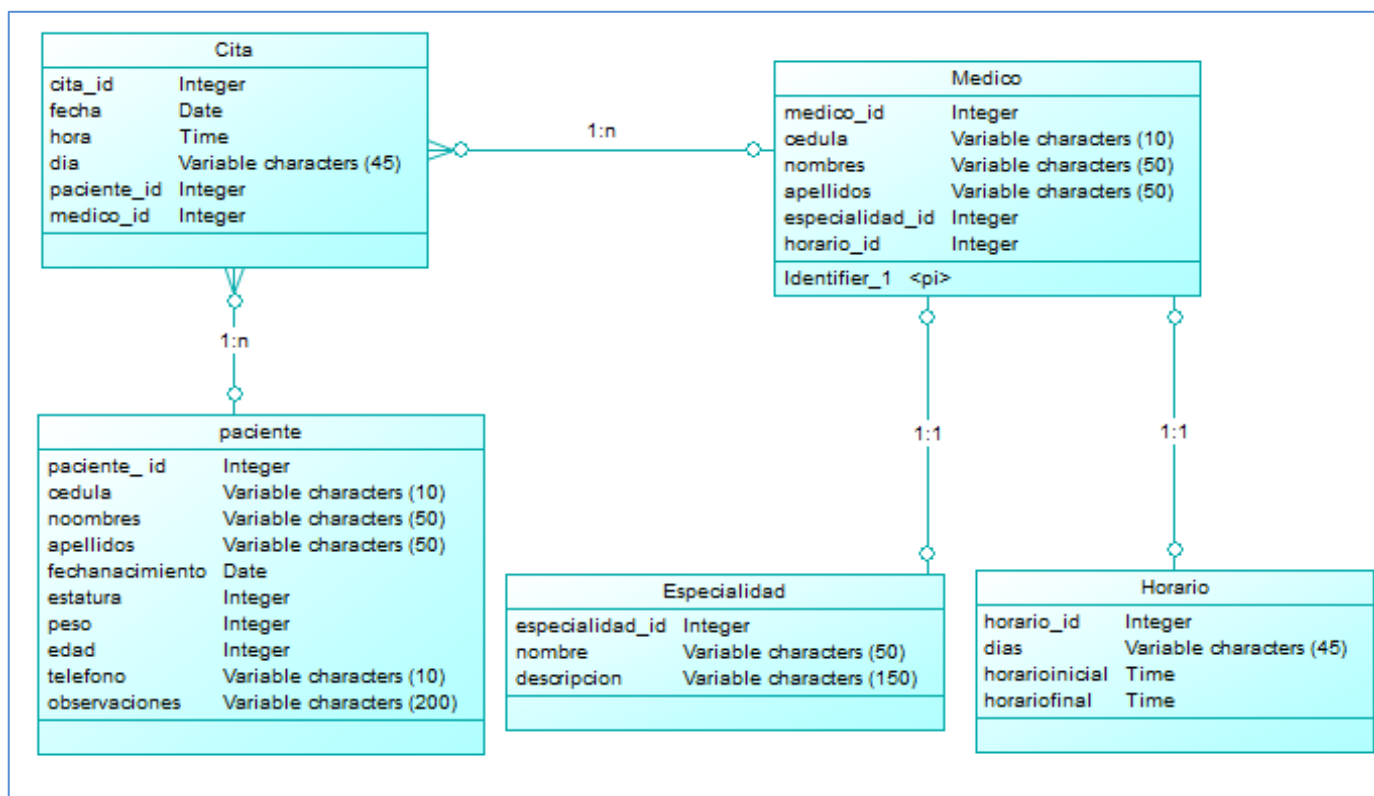 Cita
cita_id Integer
fecha Date
hora Time
dia Variable characters (45)
paciente_id Integer
medico_id Integer
1:n
Medico
medico_id Integer
cedula Variable characters (10)
nombres Variable characters (50)
apellidos Variable characters (50)
especialidad_id Integer
horario_id Integer
Identifier_1 <pi>
1:n
paciente
paciente_ id Integer
cedula Variable characters (10)
noombres Variable characters (50)
apellidos Variable characters (50)
fechanacimiento Date
estatura Integer
peso Integer
edad Integer
telefono Variable characters (10)
observaciones Variable characters (200)
1:1
1:1
Especialidad
especialidad_id Integer
nombre Variable characters (50)
descripcion Variable characters (150)
Horario
horario_id Integer
dias Variable characters (45)
horarioinicial Time
horariofinal Time